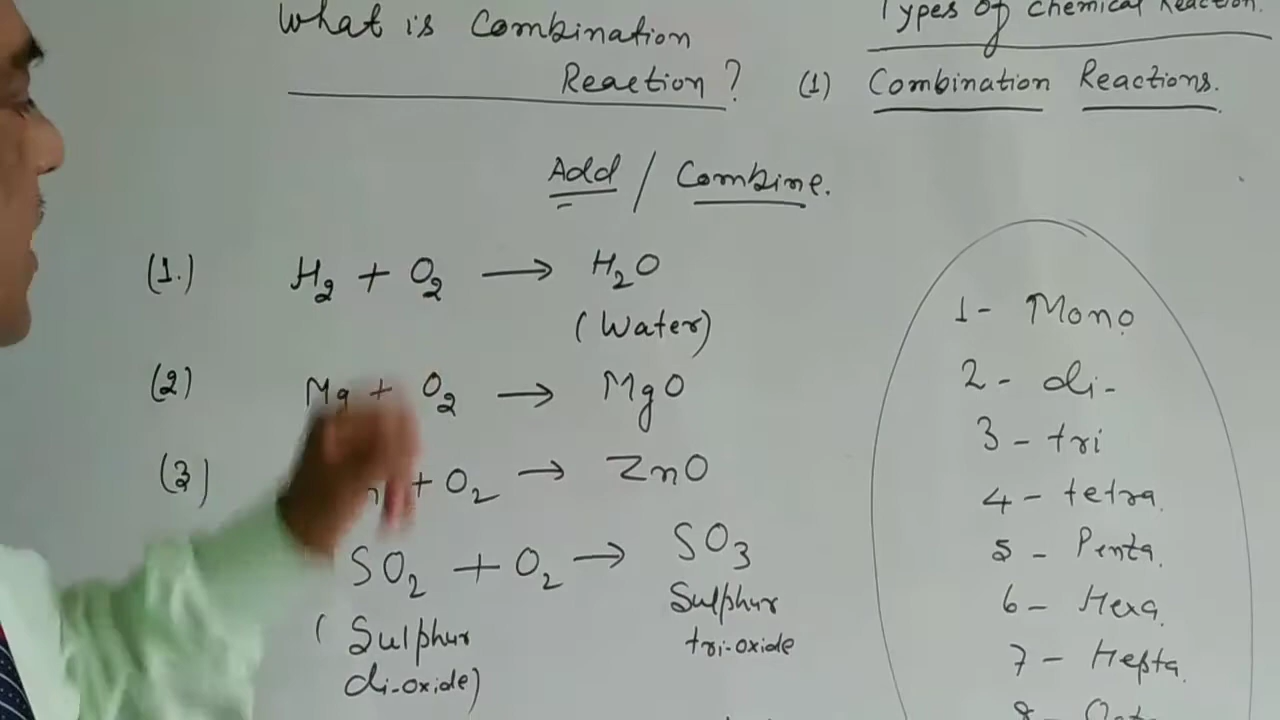 What is Combination
Reaction?
Types of Chemical Reaction.
(1) Combination Reactions.
Add / Combine.
(1.) H₂ + O₂ → H₂O
(Water)
(2) Mg + O₂ → MgO
(3) + O₂ → ZnO
SO₂ + O₂ → SO₃
(Sulphur
di-oxide)
Sulphur
tri-oxide
1 - Mono
2 - di-
3 - tri
4 - tetra.
5 - Penta.
6 - Hexa.
7 - Hepta.